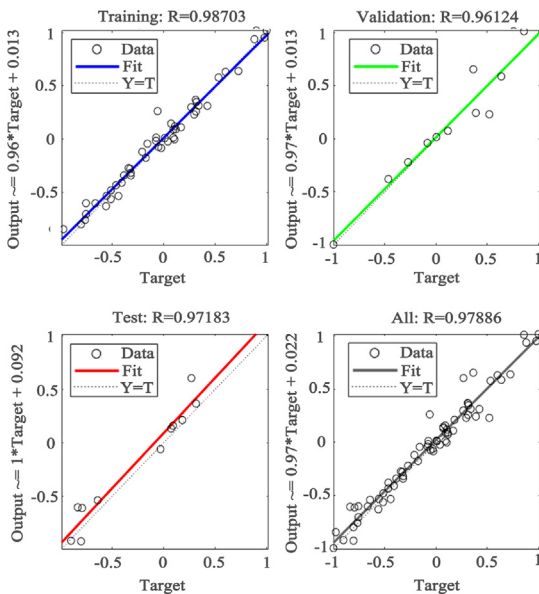 Training: R=0.98703
Output ~= 0.96*Target + 0.013
1
0.5
0
-0.5
Data
Fit
Y=T
-0.5
0
0.5
1
Target
Validation: R=0.96124
Output ~= 0.97*Target + 0.013
1
0.5
0
-0.5
-1
Data
Fit
Y=T
-1
-0.5
0
0.5
1
Target
Test: R=0.97183
Output ~= 1*Target + 0.092
1
0.5
0
-0.5
Data
Fit
Y=T
-0.5
0
0.5
1
Target
All: R=0.97886
Output ~= 0.97*Target + 0.022
1
0.5
0
-0.5
-1
Data
Fit
Y=T
-1
-0.5
0
0.5
1
Target